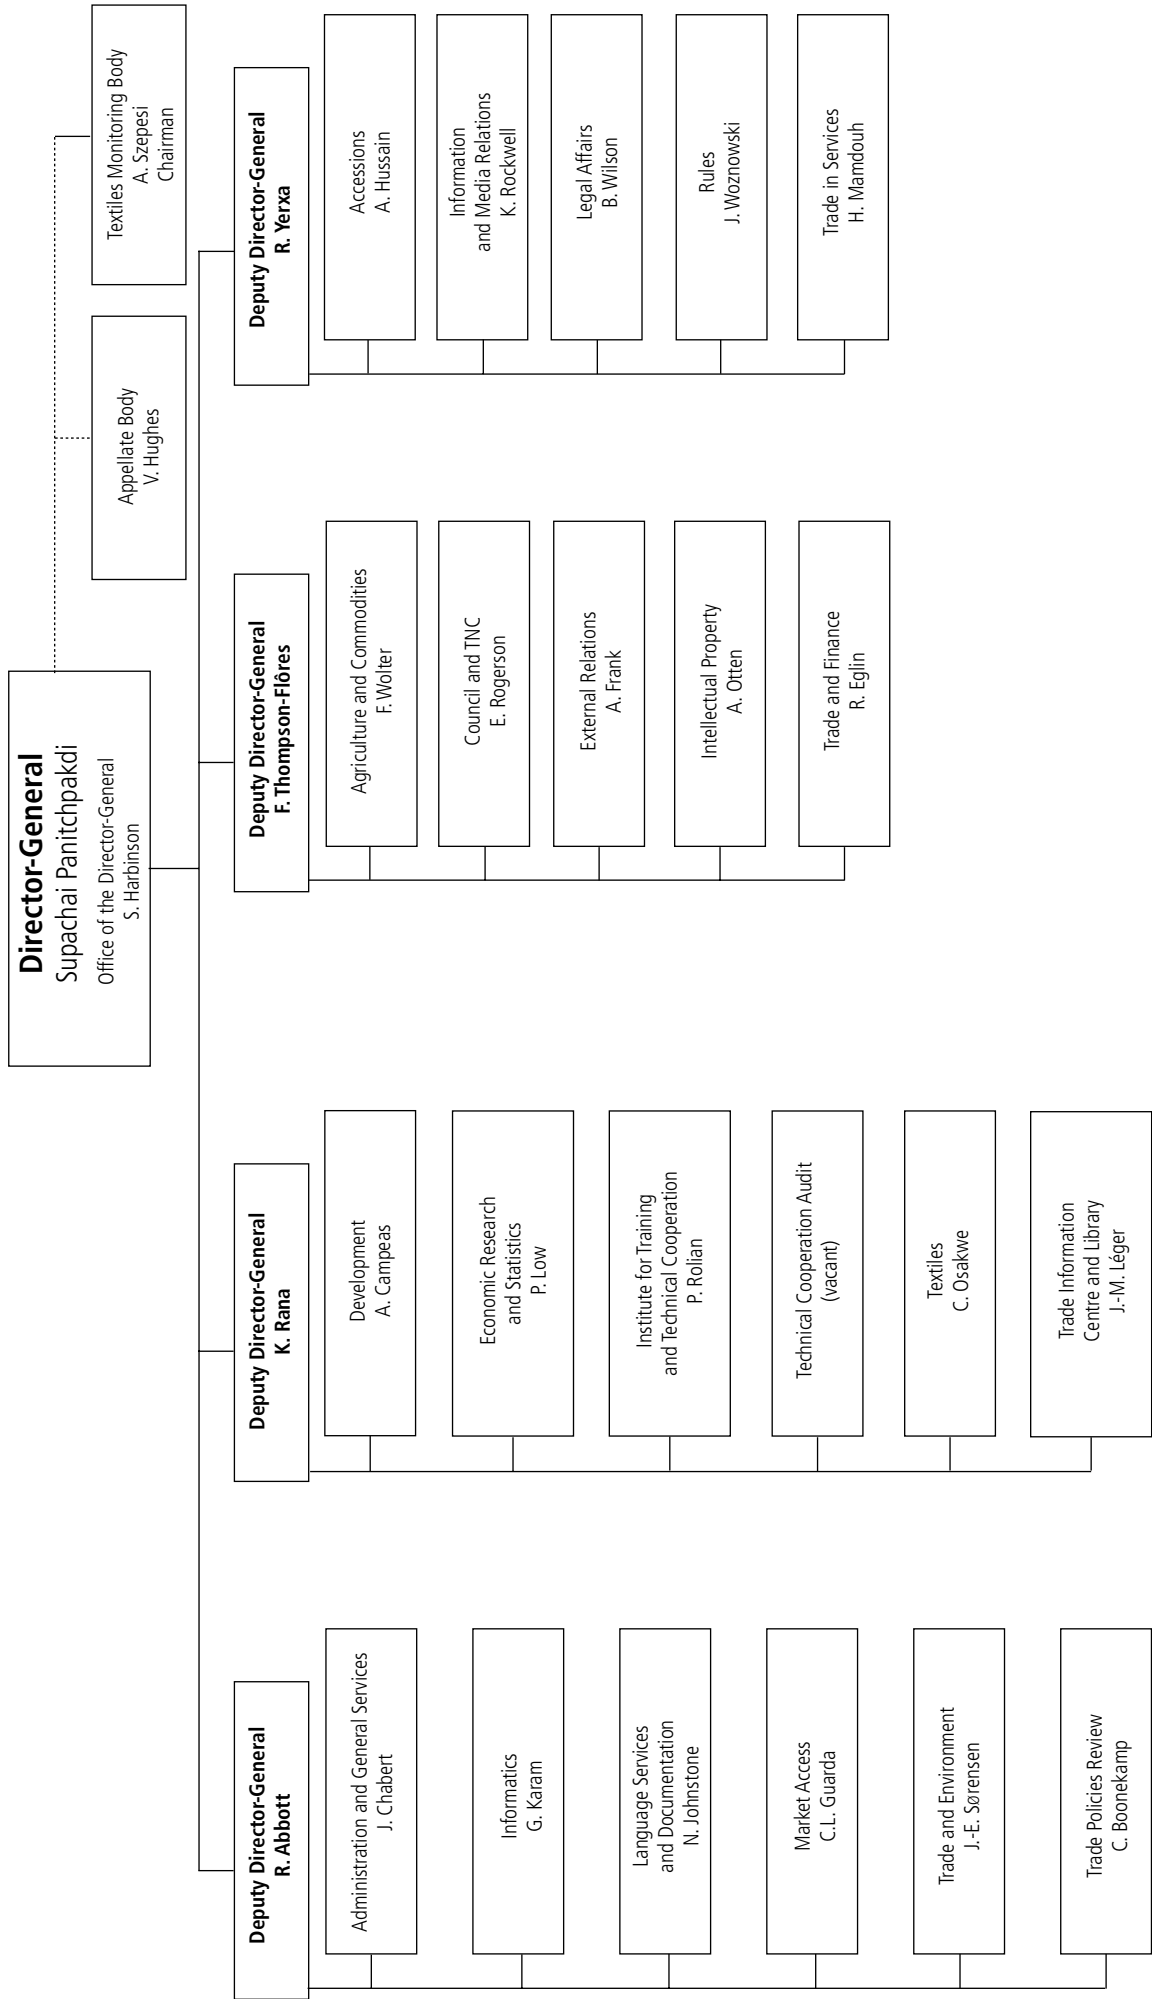 Director-General
Supachai Panitchpakdi
Office of the Director-General
S. Harbinson
Appellate Body
V. Hughes
Textiles Monitoring Body
A. Szepesi
Chairman
Deputy Director-General
R. Abbott
Administration and General Services
J. Chabert
Informatics
G. Karam
Language Services
and Documentation
N. Johnstone
Market Access
C.L. Guarda
Trade and Environment
J.-E. Sørensen
Trade Policies Review
C. Boonekamp
Deputy Director-General
K. Rana
Development
A. Campeas
Economic Research
and Statistics
P. Low
Institute for Training
and Technical Cooperation
P. Rolian
Technical Cooperation Audit
(vacant)
Textiles
C. Osakwe
Trade Information
Centre and Library
J.-M. Léger
Deputy Director-General
F. Thompson-Flôres
Agriculture and Commodities
F. Wolter
Council and TNC
E. Rogerson
External Relations
A. Frank
Intellectual Property
A. Otten
Trade and Finance
R. Eglin
Deputy Director-General
R. Yerxa
Accessions
A. Hussain
Information
and Media Relations
K. Rockwell
Legal Affairs
B. Wilson
Rules
J. Woznowski
Trade in Services
H. Mamdouh